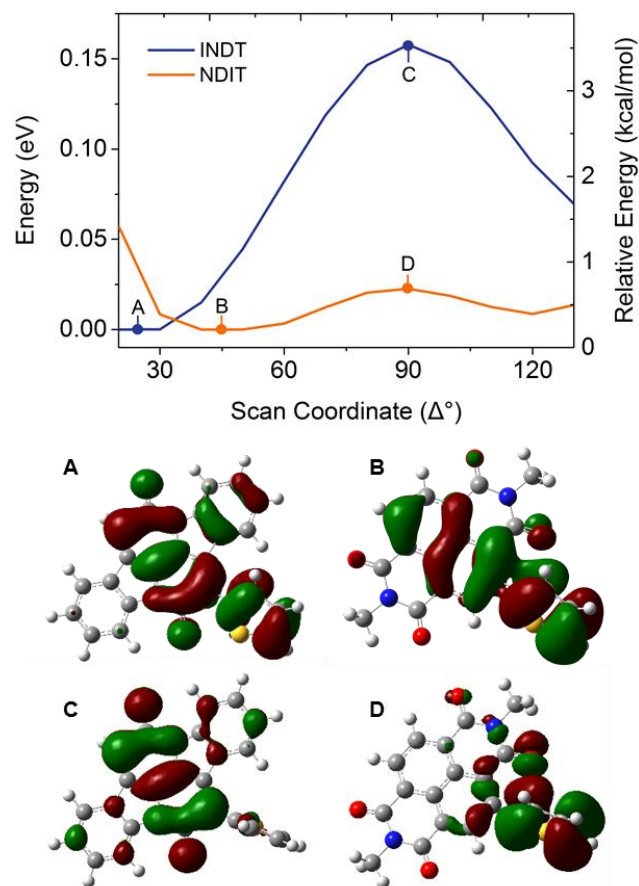 INDT
NDIT
0.15
0.10
0.05
0.00
Energy (eV)
3
2
1
0
Relative Energy (kcal/mol)
A
B
C
D
30
60
90
120
Scan Coordinate (Δ°)
A
B
C
D